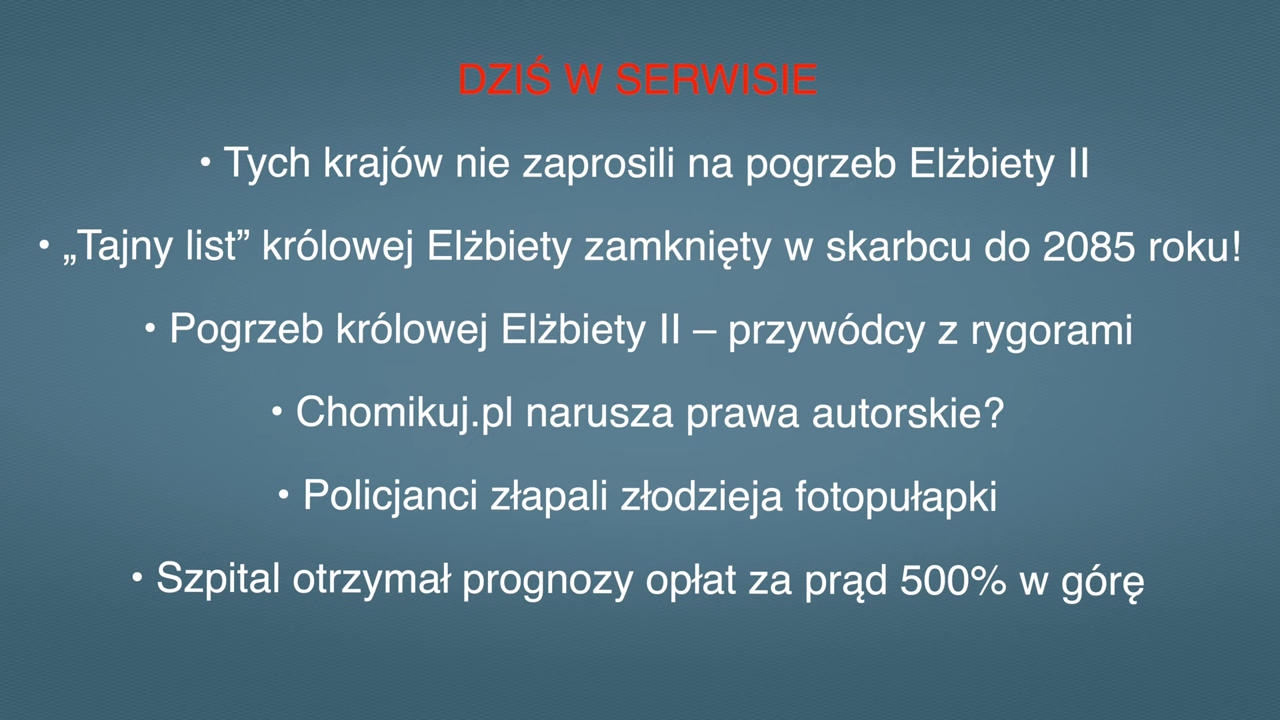 DZIŚ W SERWISIE
• Tych krajów nie zaprosili na pogrzeb Elżbiety II
• „Tajny list” królowej Elżbiety zamknięty w skarbcu do 2085 roku!
• Pogrzeb królowej Elżbiety II – przywódcy z rygorami
• Chomikuj.pl narusza prawa autorskie?
• Policjanci złapali złodzieja fotopułapki
• Szpital otrzymał prognozy opłat za prąd 500% w górę